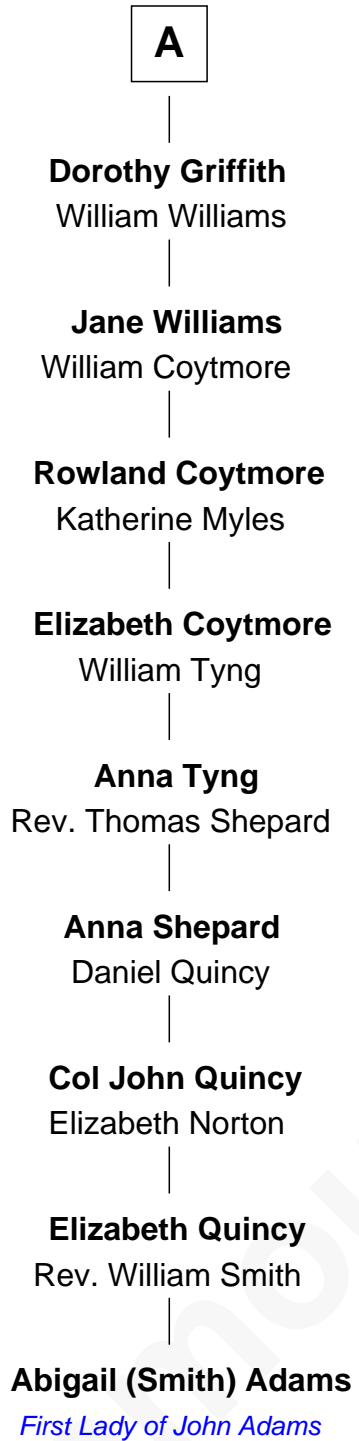 A
Dorothy Griffith
William Williams
Jane Williams
William Coytmore
Rowland Coytmore
Katherine Myles
Elizabeth Coytmore
William Tyng
Anna Tyng
Rev. Thomas Shepard
Anna Shepard
Daniel Quincy
Col John Quincy
Elizabeth Norton
Elizabeth Quincy
Rev. William Smith
Abigail (Smith) Adams
First Lady of John Adams